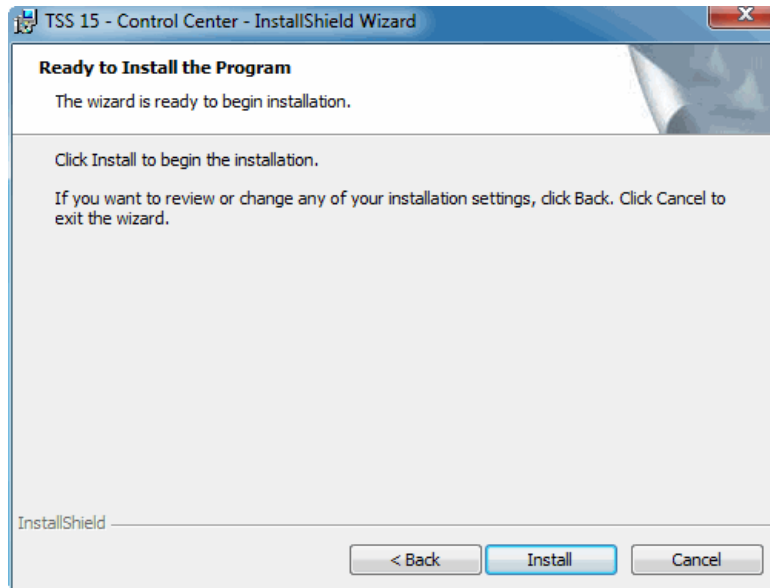 TSS 15 - Control Center - InstallShield Wizard
Ready to Install the Program
The wizard is ready to begin installation.
Click Install to begin the installation.
If you want to review or change any of your installation settings, click Back. Click Cancel to
exit the wizard.
InstallShield
< Back Install Cancel